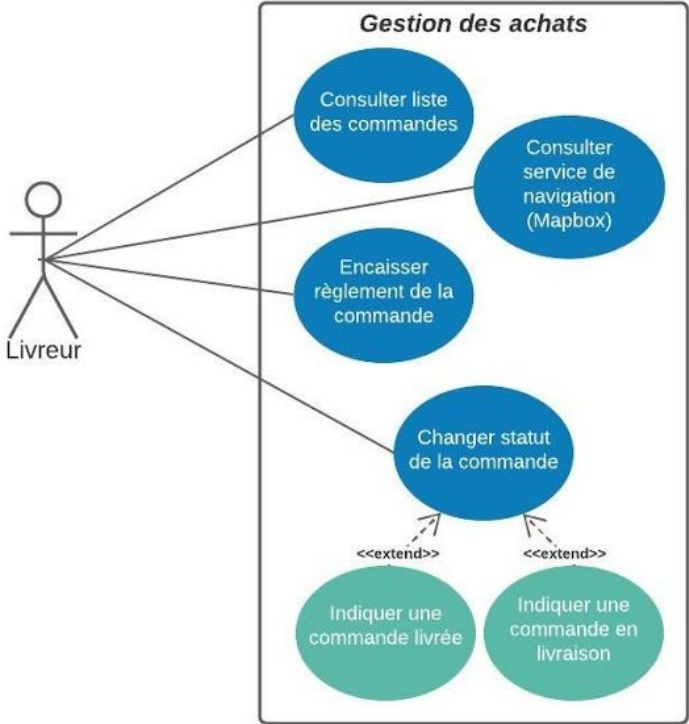 Gestion des achats
Consulter liste
des commandes
Consulter
service de
navigation
(Mapbox)
Encaisser
règlement de la
commande
Livreur
Changer statut
de la commande
<<extend>>
<<extend>>
Indiquer une
commande livrée
Indiquer une
commande en
livraison